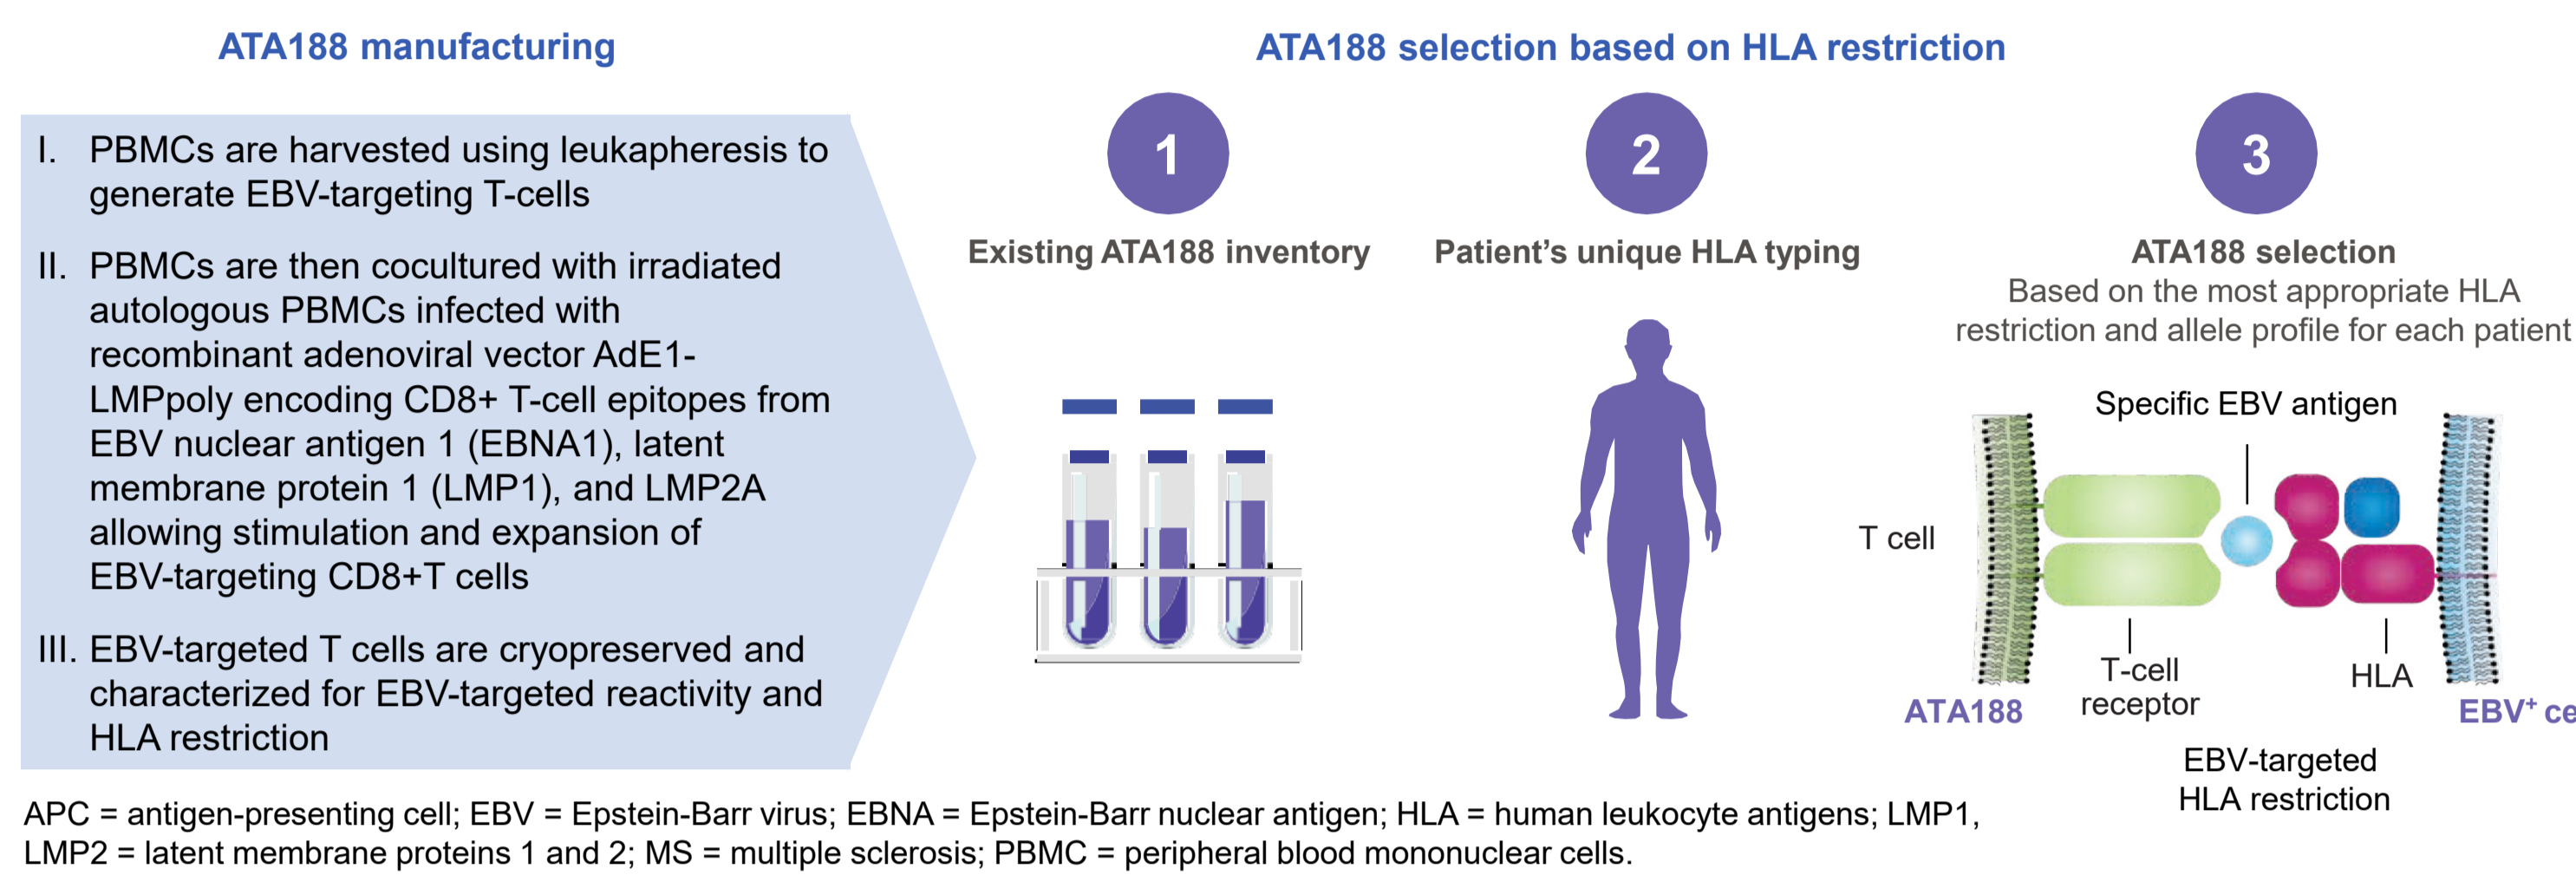 ATA188 manufacturing
I. PBMCs are harvested using leukapheresis to
generate EBV-targeting T-cells
II. PBMCs are then cocultured with irradiated
autologous PBMCs infected with
recombinant adenoviral vector AdE1-
LMPpoly encoding CD8+ T-cell epitopes from
EBV nuclear antigen 1 (EBNA1), latent
membrane protein 1 (LMP1), and LMP2A
allowing stimulation and expansion of
EBV-targeting CD8+T cells
III. EBV-targeted T cells are cryopreserved and
characterized for EBV-targeted reactivity and
HLA restriction
ATA188 selection based on HLA restriction
1
Existing ATA188 inventory
2
Patient’s unique HLA typing
3
ATA188 selection
Based on the most appropriate HLA
restriction and allele profile for each patient
Specific EBV antigen
T cell
T-cell
receptor
HLA
ATA188
EBV+ ce
EBV-targeted
HLA restriction
APC = antigen-presenting cell; EBV = Epstein-Barr virus; EBNA = Epstein-Barr nuclear antigen; HLA = human leukocyte antigens; LMP1,
LMP2 = latent membrane proteins 1 and 2; MS = multiple sclerosis; PBMC = peripheral blood mononuclear cells.